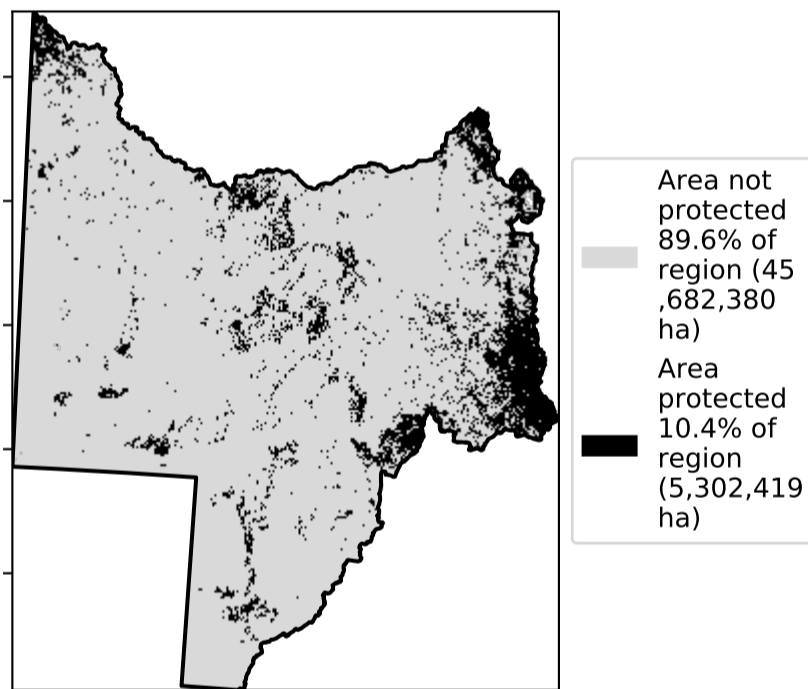 Area not
protected
89.6% of
region (45
,682,380
ha)
Area
protected
10.4% of
region
(5,302,419
ha)